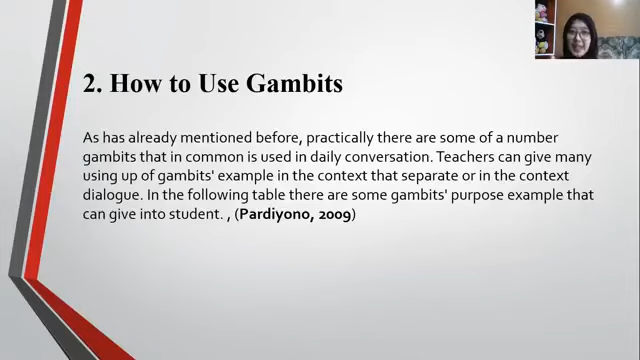 2. How to Use Gambits
As has already mentioned before, practically there are some of a number
gambits that in common is used in daily conversation. Teachers can give many
using up of gambits' example in the context that separate or in the context
dialogue. In the following table there are some gambits' purpose example that
can give into student. , (Pardiyono, 2009)